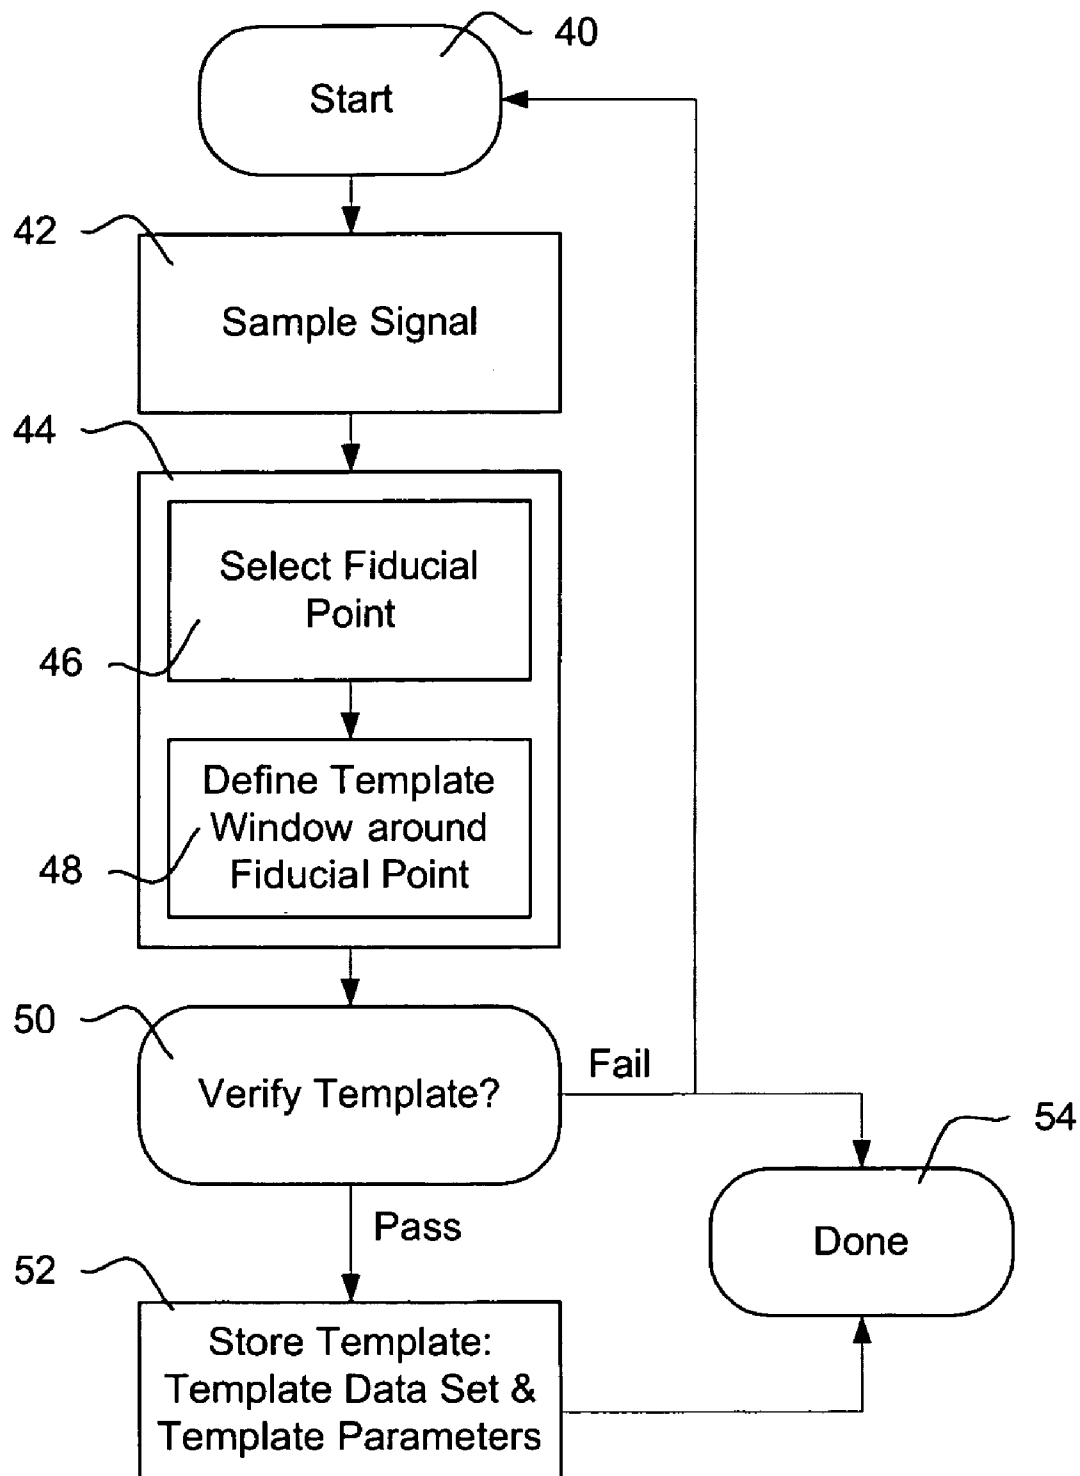 40
Start
42
Sample Signal
44
Select Fiducial
Point
46
Define Template
Window around
Fiducial Point
48
50
Verify Template?
Fail
54
Pass
Done
52
Store Template:
Template Data Set &
Template Parameters